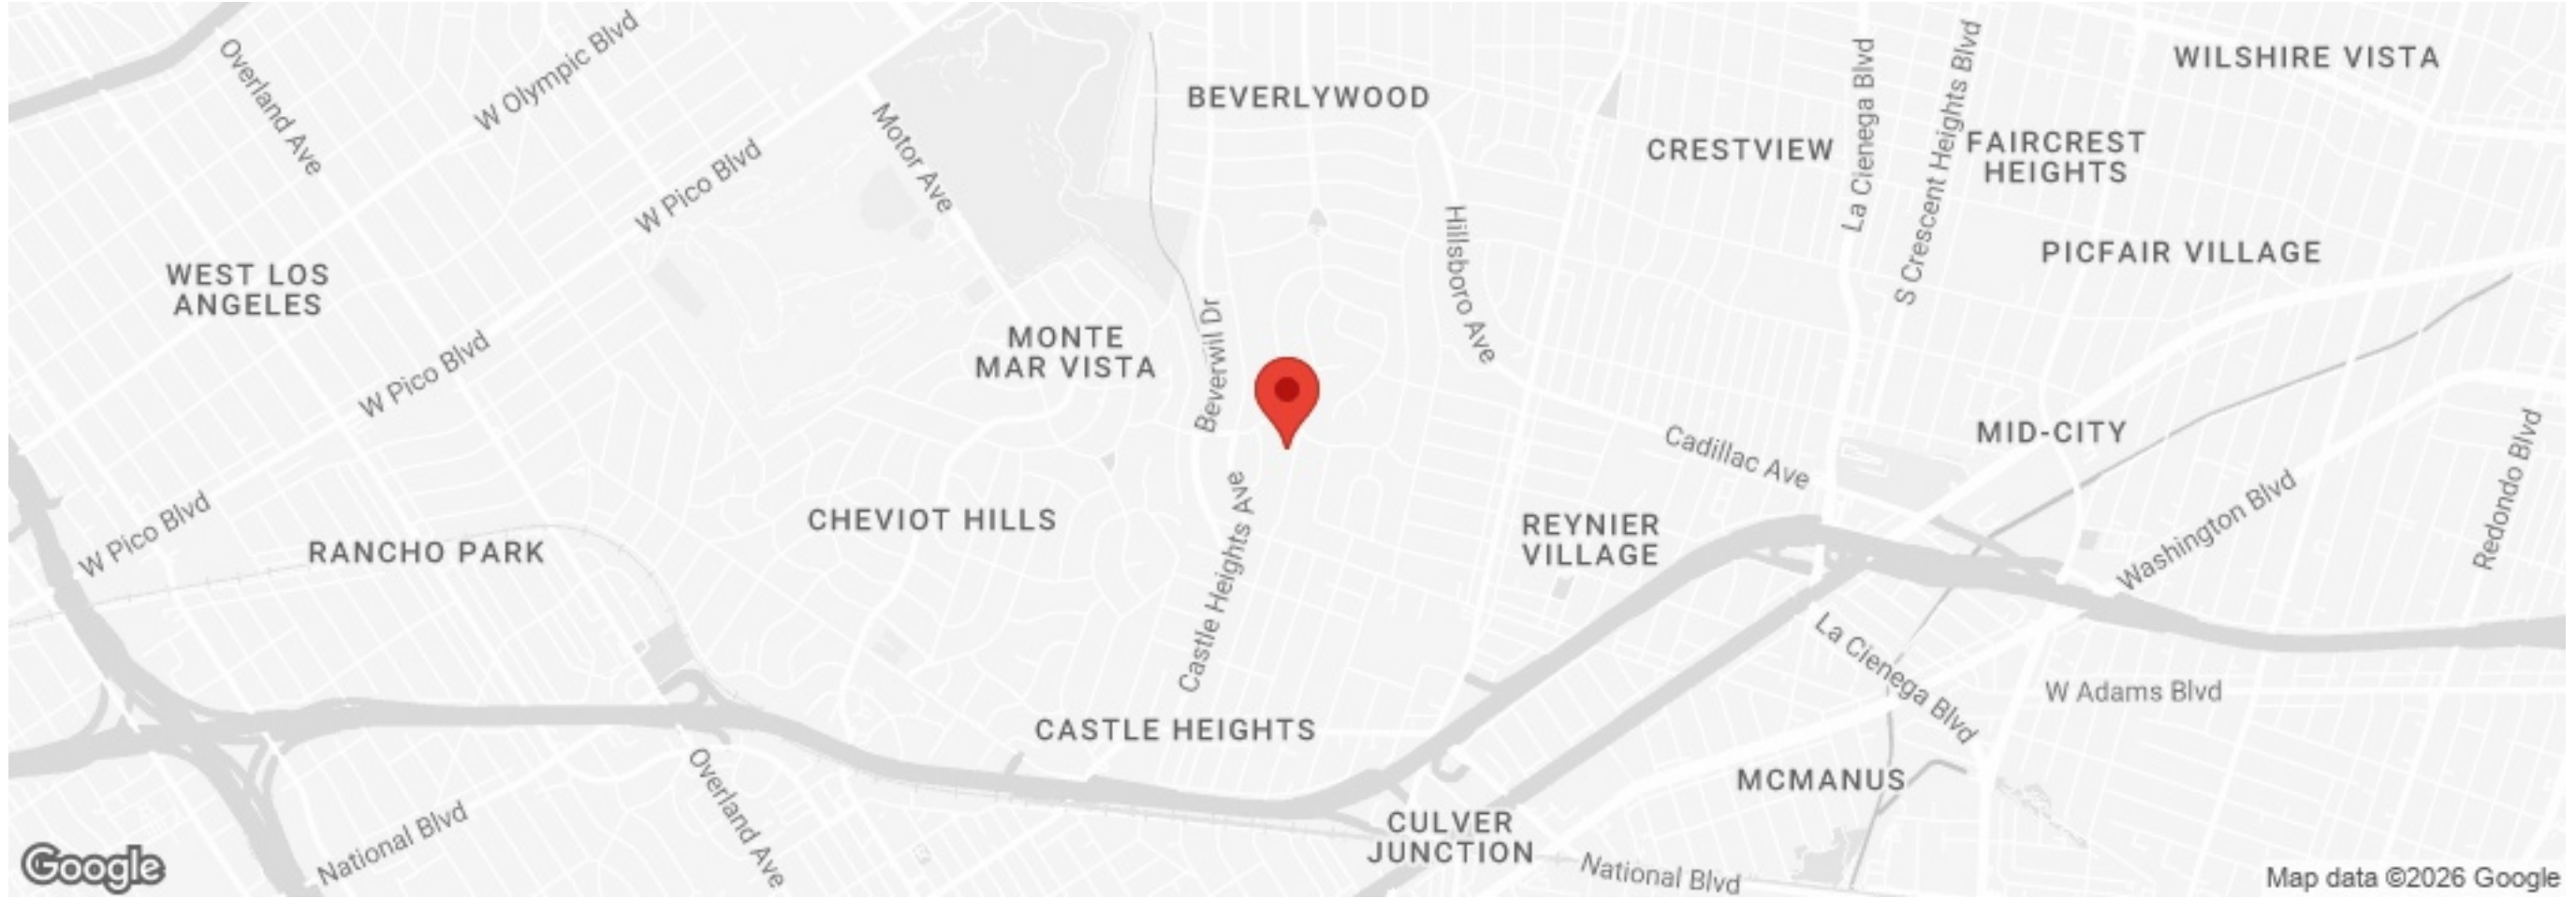 Overland Ave
W Olympic Blvd
WILSHIRE VISTA
BEVERLYWOOD
Motor Ave
La Cienega Blvd
S Crescent Heights Blvd
CRESTVIEW
FAIRCREST
HEIGHTS
W Pico Blvd
Hillsboro Ave
PICFAIR VILLAGE
WEST LOS
ANGELES
MONTE
MAR VISTA
Beverwil Dr
W Pico Blvd
MID-CITY
Cadillac Ave
Redondo Blvd
W Pico Blvd
CHEVIOT HILLS
Castle Heights Ave
REYNIER
VILLAGE
Washington Blvd
RANCHO PARK
La Cienega Blvd
W Adams Blvd
CASTLE HEIGHTS
MCMANUS
Overland Ave
National Blvd
CULVER
JUNCTION
National Blvd
Google
Map data ©2026 Google